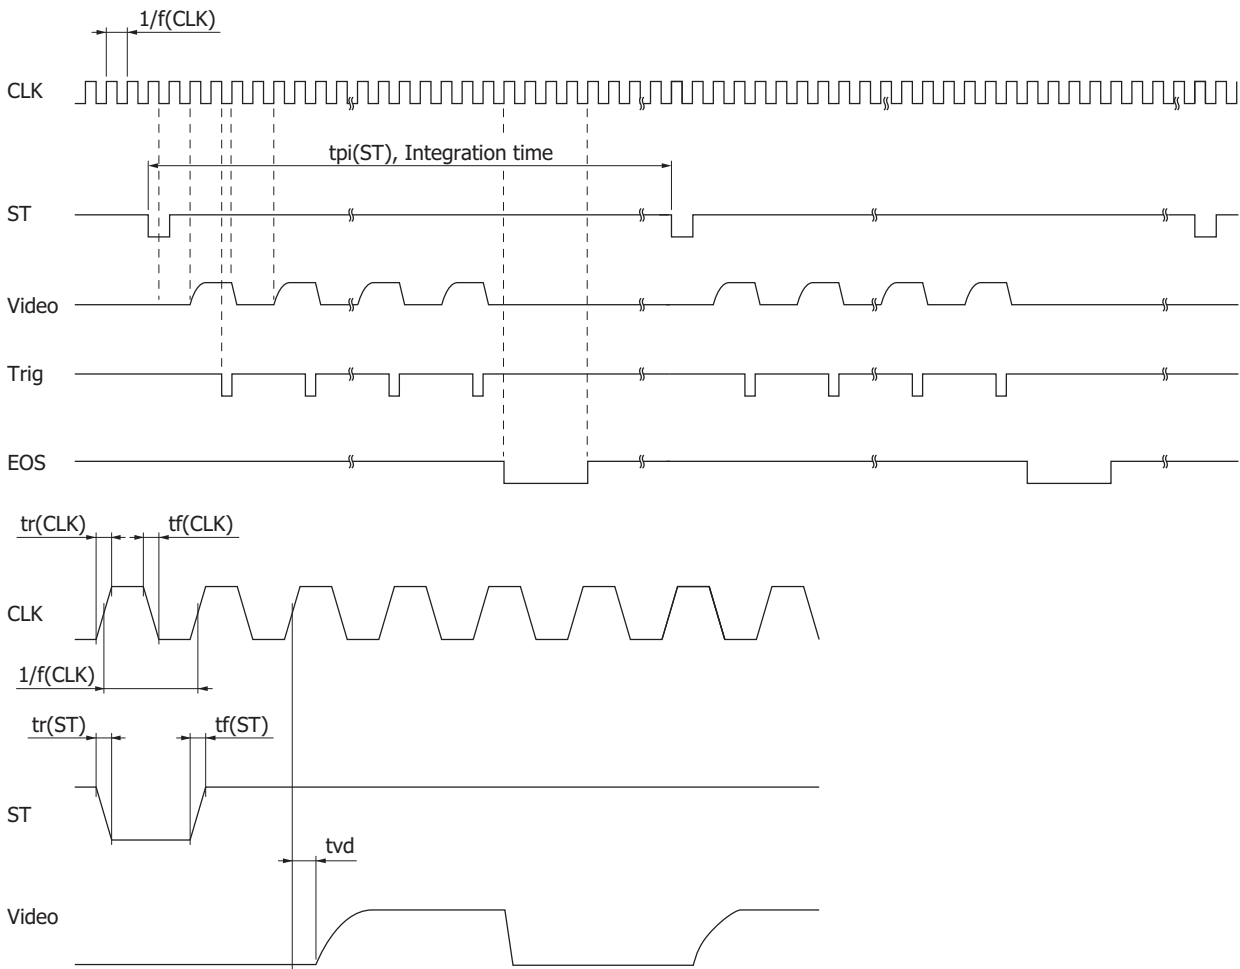 1/f(CLK)
CLK
tpi(ST), Integration time
ST
Video
Trig
EOS
tr(CLK) tf(CLK)
CLK
1/f(CLK)
tr(ST) tf(ST)
ST
tvd
Video